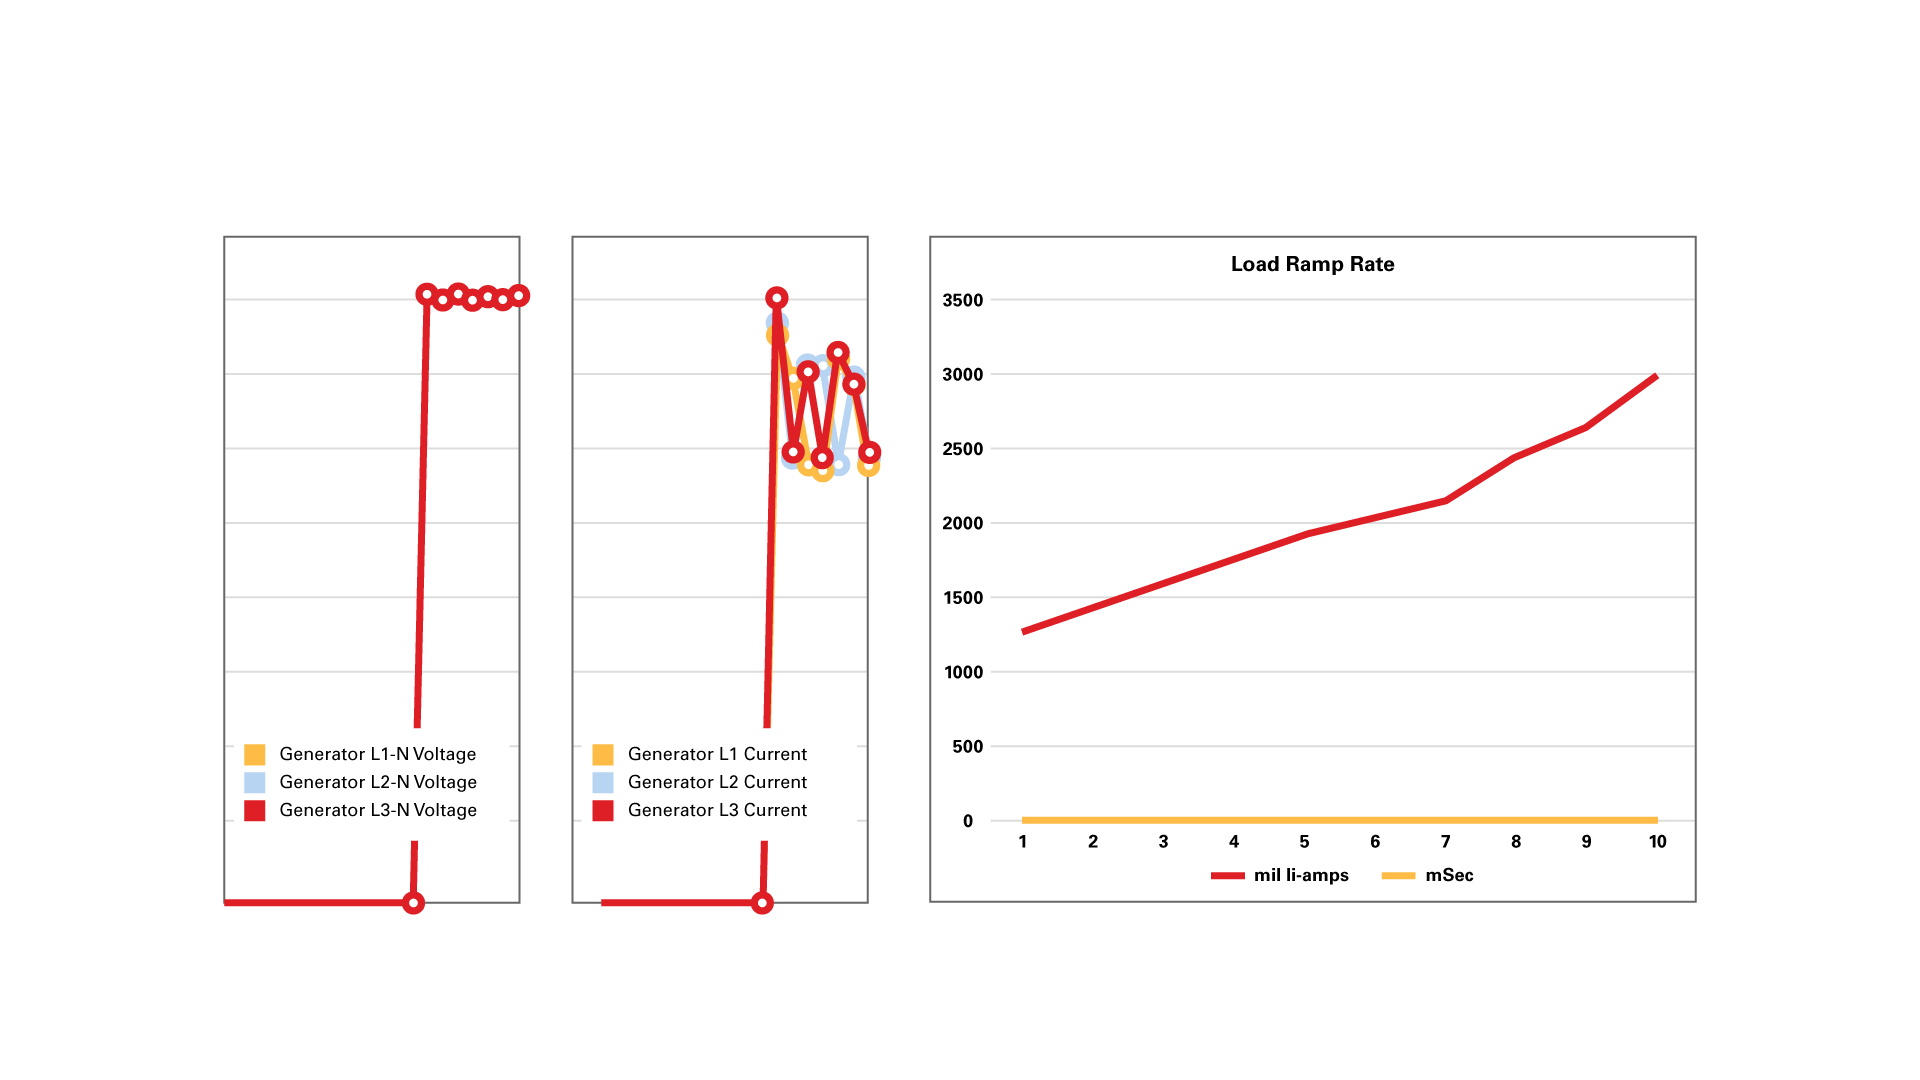 Generator L1-N Voltage
Generator L2-N Voltage
Generator L3-N Voltage
Generator L1 Current
Generator L2 Current
Generator L3 Current
Load Ramp Rate
3500
3000
2500
2000
1500
1000
500
0
1 2 3 4 5 6 7 8 9 10
mil li-amps mSec